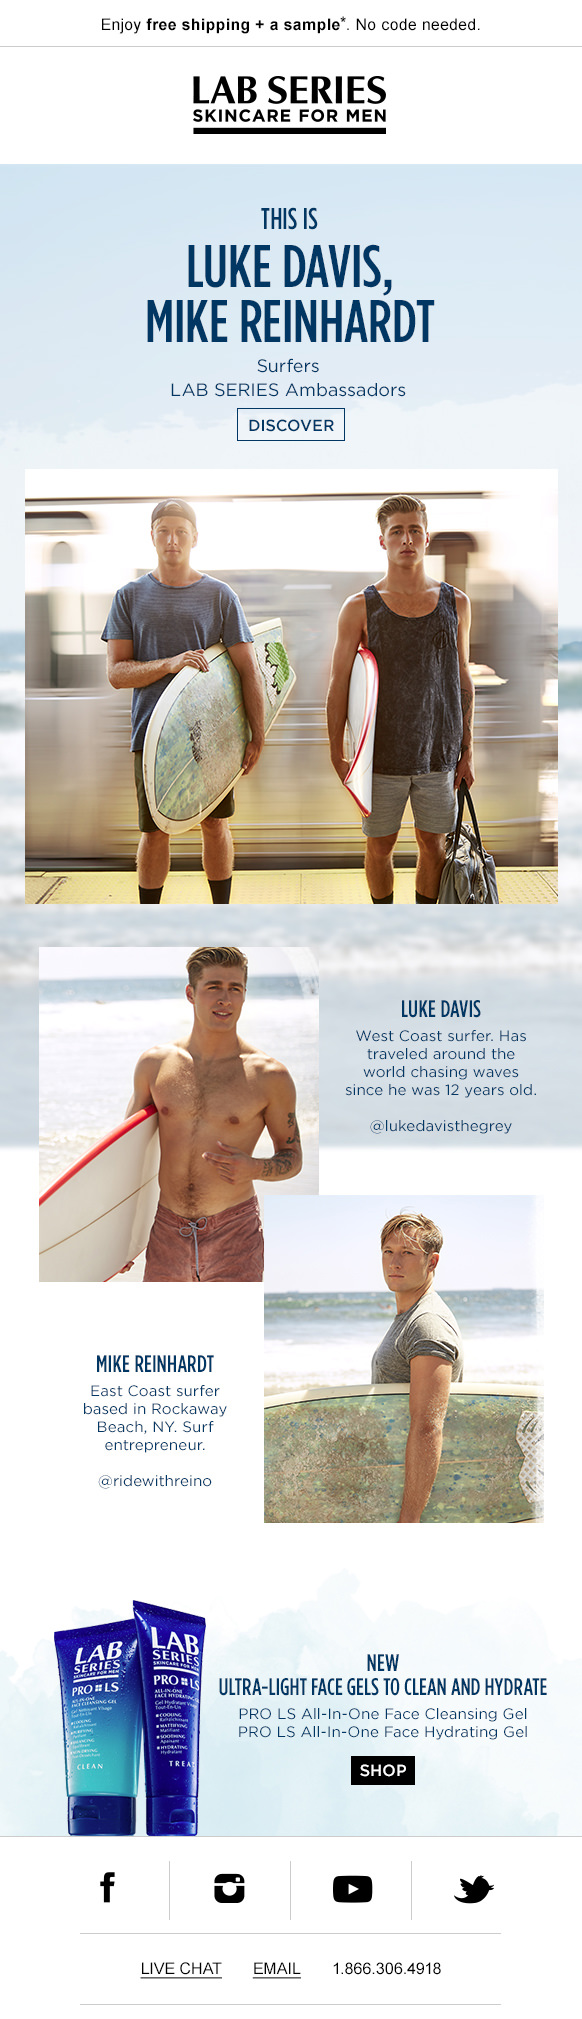 Enjoy free shipping + a sample*. No code needed.
LAB SERIES
SKINCARE FOR MEN
THIS IS
LUKE DAVIS,
MIKE REINHARDT
Surfers
LAB SERIES Ambassadors
DISCOVER
LUKE DAVIS
West Coast surfer. Has
traveled around the
world chasing waves
since he was 12 years old.
@lukedavisthegrey
MIKE REINHARDT
East Coast surfer
based in Rockaway
Beach, NY. Surf
entrepreneur.
@ridewithreino
LAB
SERIES
SKINCARE FOR MEN
PRO LS
ALL-IN-ONE
FACE CLEANSING GEL
CLEAN
LAB
SERIES
SKINCARE FOR MEN
PRO LS
ALL-IN-ONE
FACE HYDRATING GEL
COOLING
MATTIFYING
SOOTHING
HYDRATING
TREAT
NEW
ULTRA-LIGHT FACE GELS TO CLEAN AND HYDRATE
PRO LS All-In-One Face Cleansing Gel
PRO LS All-In-One Face Hydrating Gel
SHOP
LIVE CHAT EMAIL 1.866.306.4918